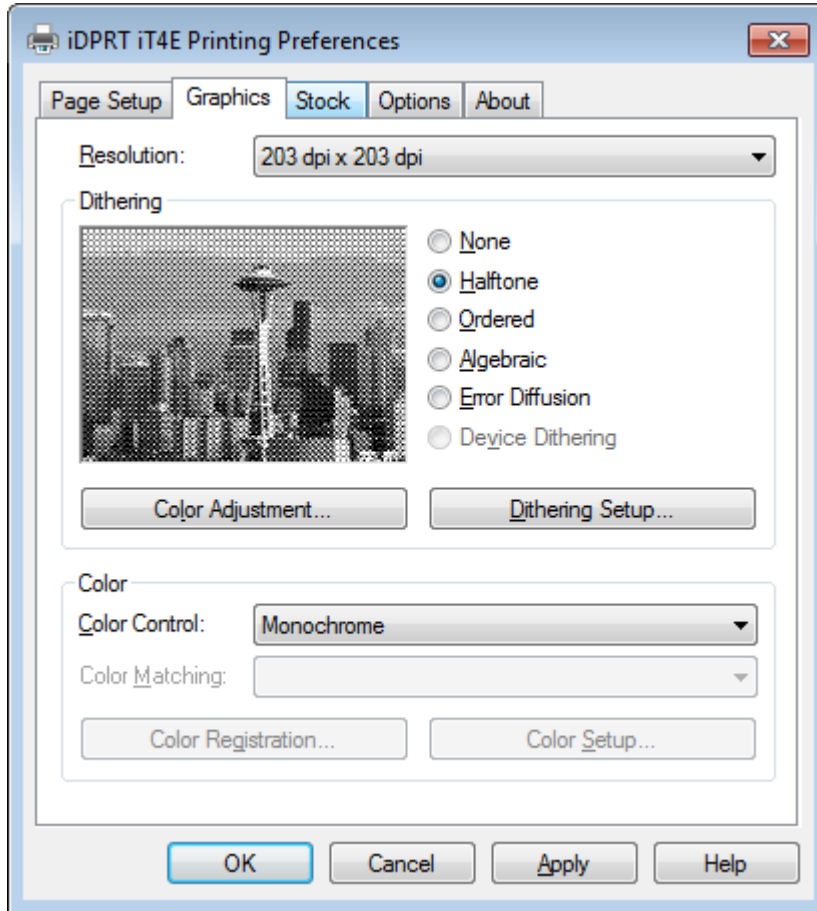 iDPRT iT4E Printing Preferences
Page Setup Graphics Stock Options About
Resolution: 203 dpi x 203 dpi
Dithering
None
Halftone
Ordered
Algebraic
Error Diffusion
Device Dithering
Color Adjustment... Dithering Setup...
Color
Color Control: Monochrome
Color Matching:
Color Registration... Color Setup...
OK Cancel Apply Help